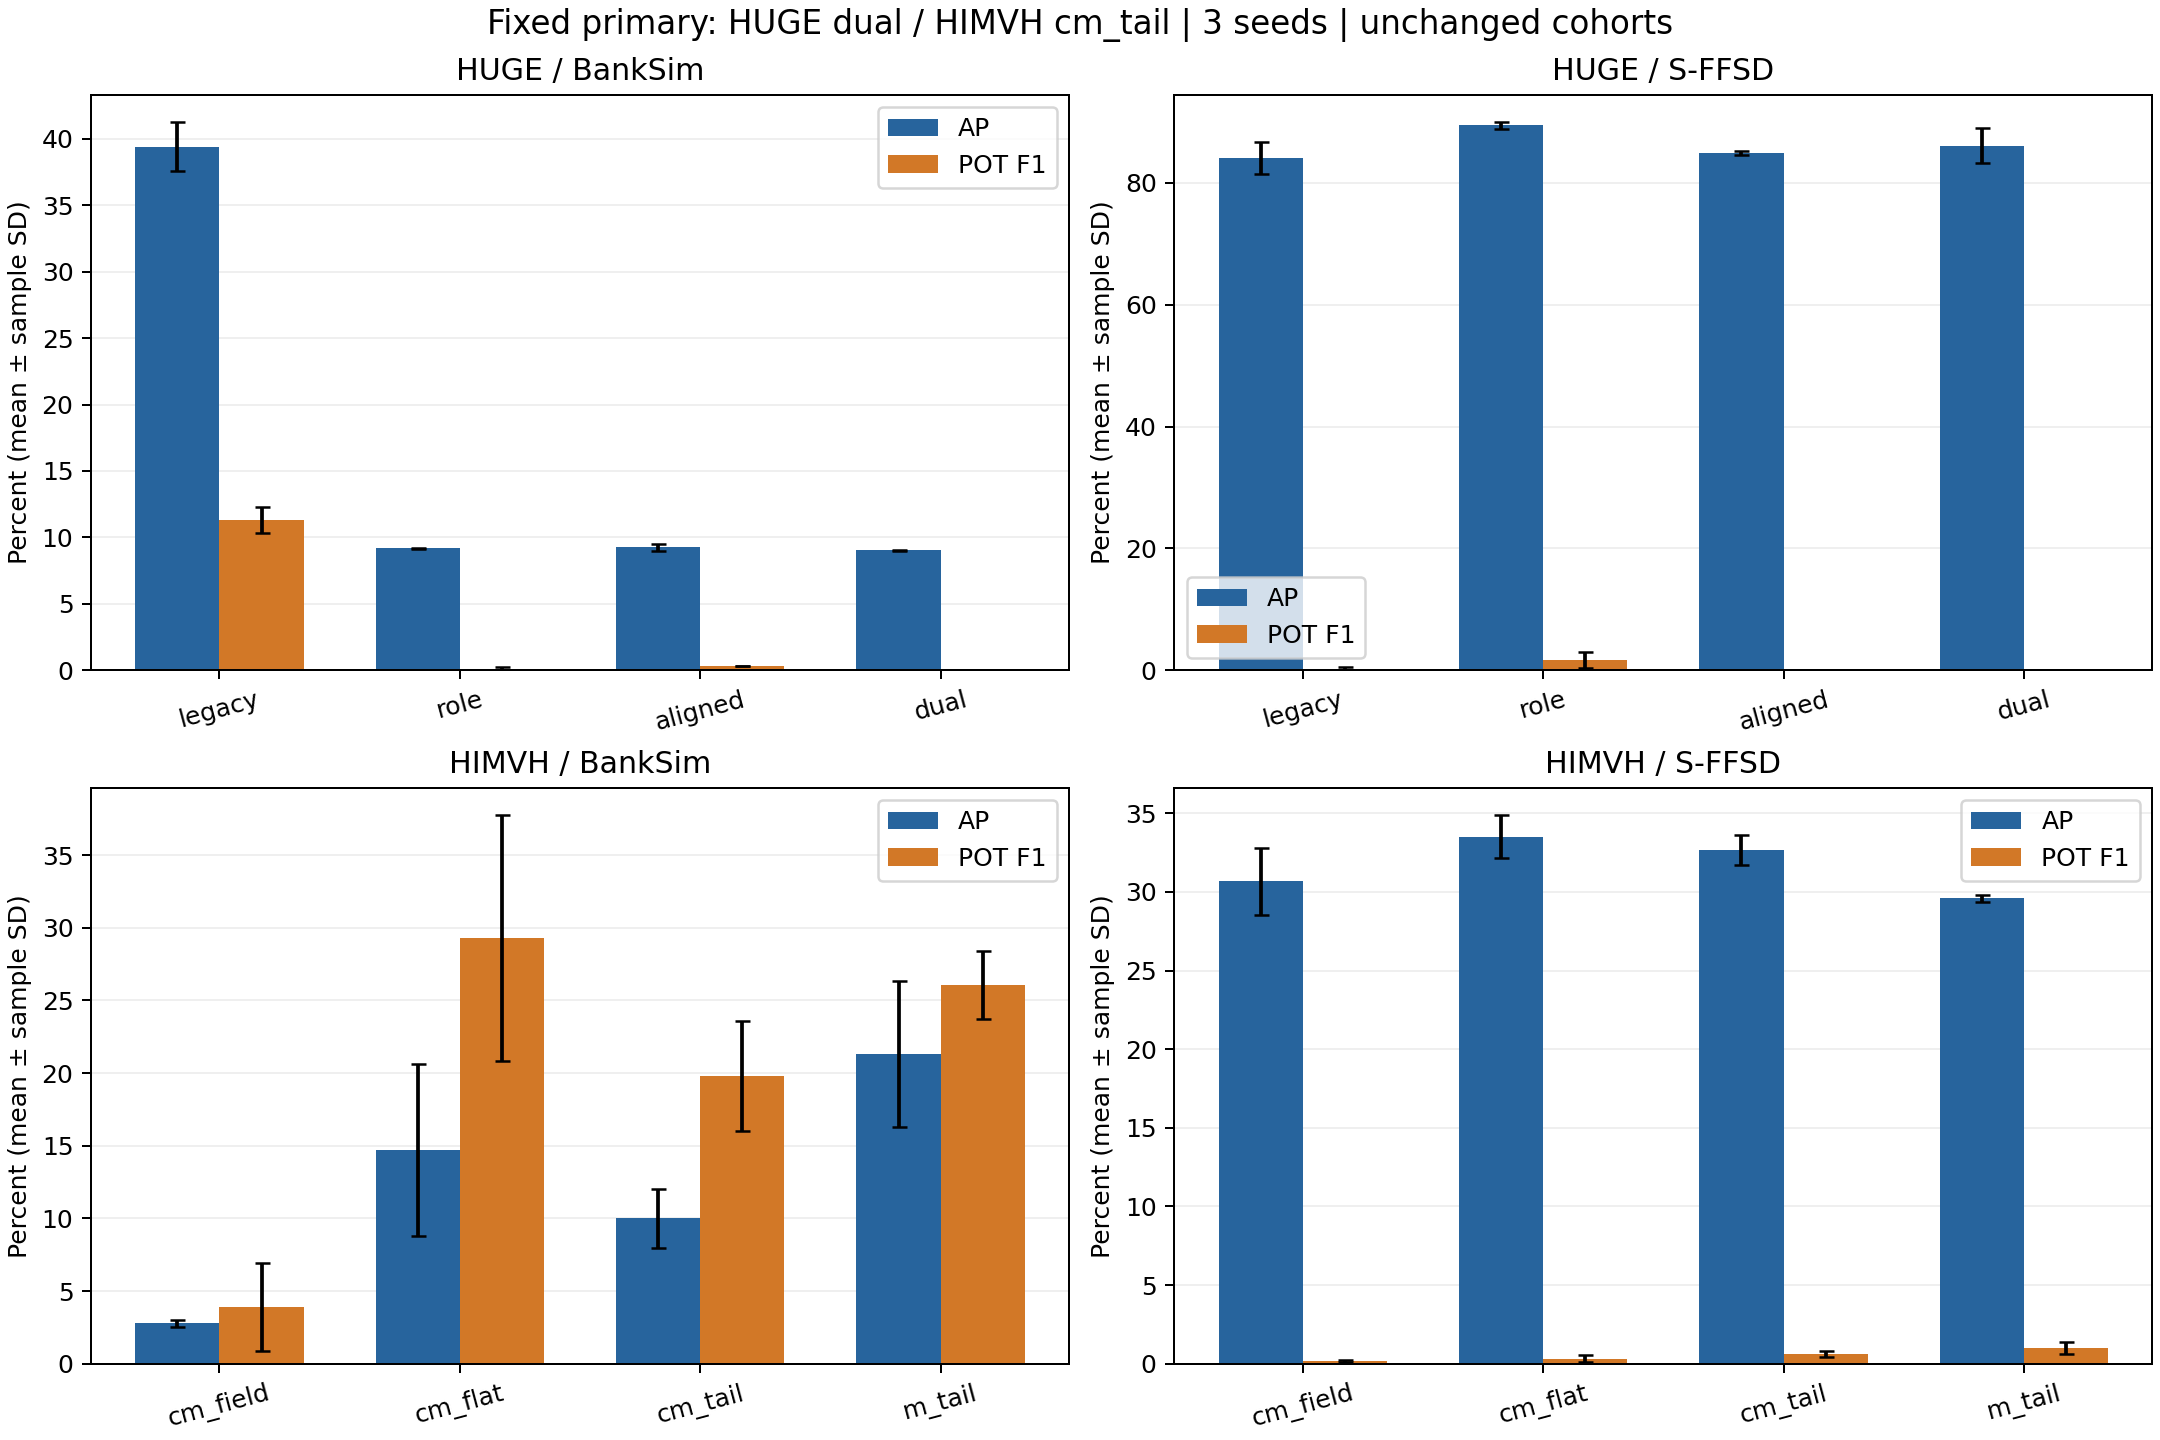 Fixed primary: HUGE dual / HIMVH cm_tail | 3 seeds | unchanged cohorts
HUGE / BankSim
Percent (mean ± sample SD)
40
35
30
25
20
15
10
5
0
AP
POT F1
legacy
role
aligned
dual
HUGE / S-FFSD
Percent (mean ± sample SD)
80
60
40
20
0
AP
POT F1
legacy
role
aligned
dual
HIMVH / BankSim
Percent (mean ± sample SD)
35
30
25
20
15
10
5
0
AP
POT F1
cm_field
cm_flat
cm_tail
m_tail
HIMVH / S-FFSD
Percent (mean ± sample SD)
35
30
25
20
15
10
5
0
AP
POT F1
cm_field
cm_flat
cm_tail
m_tail